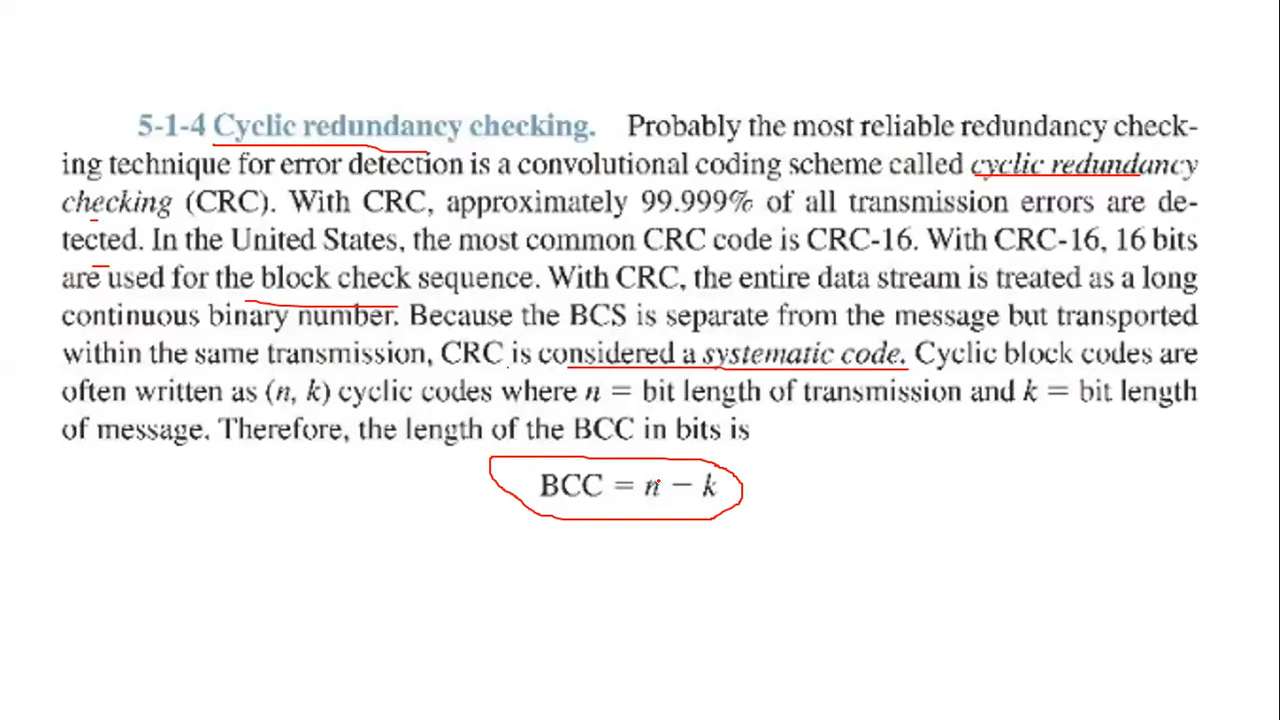 5-1-4 Cyclic redundancy checking. Probably the most reliable redundancy check-
ing technique for error detection is a convolutional coding scheme called cyclic redundancy
checking (CRC). With CRC, approximately 99.999% of all transmission errors are de-
tected. In the United States, the most common CRC code is CRC-16. With CRC-16, 16 bits
are used for the block check sequence. With CRC, the entire data stream is treated as a long
continuous binary number. Because the BCS is separate from the message but transported
within the same transmission, CRC is considered a systematic code. Cyclic block codes are
often written as (n, k) cyclic codes where n = bit length of transmission and k = bit length
of message. Therefore, the length of the BCC in bits is
BCC = n − k